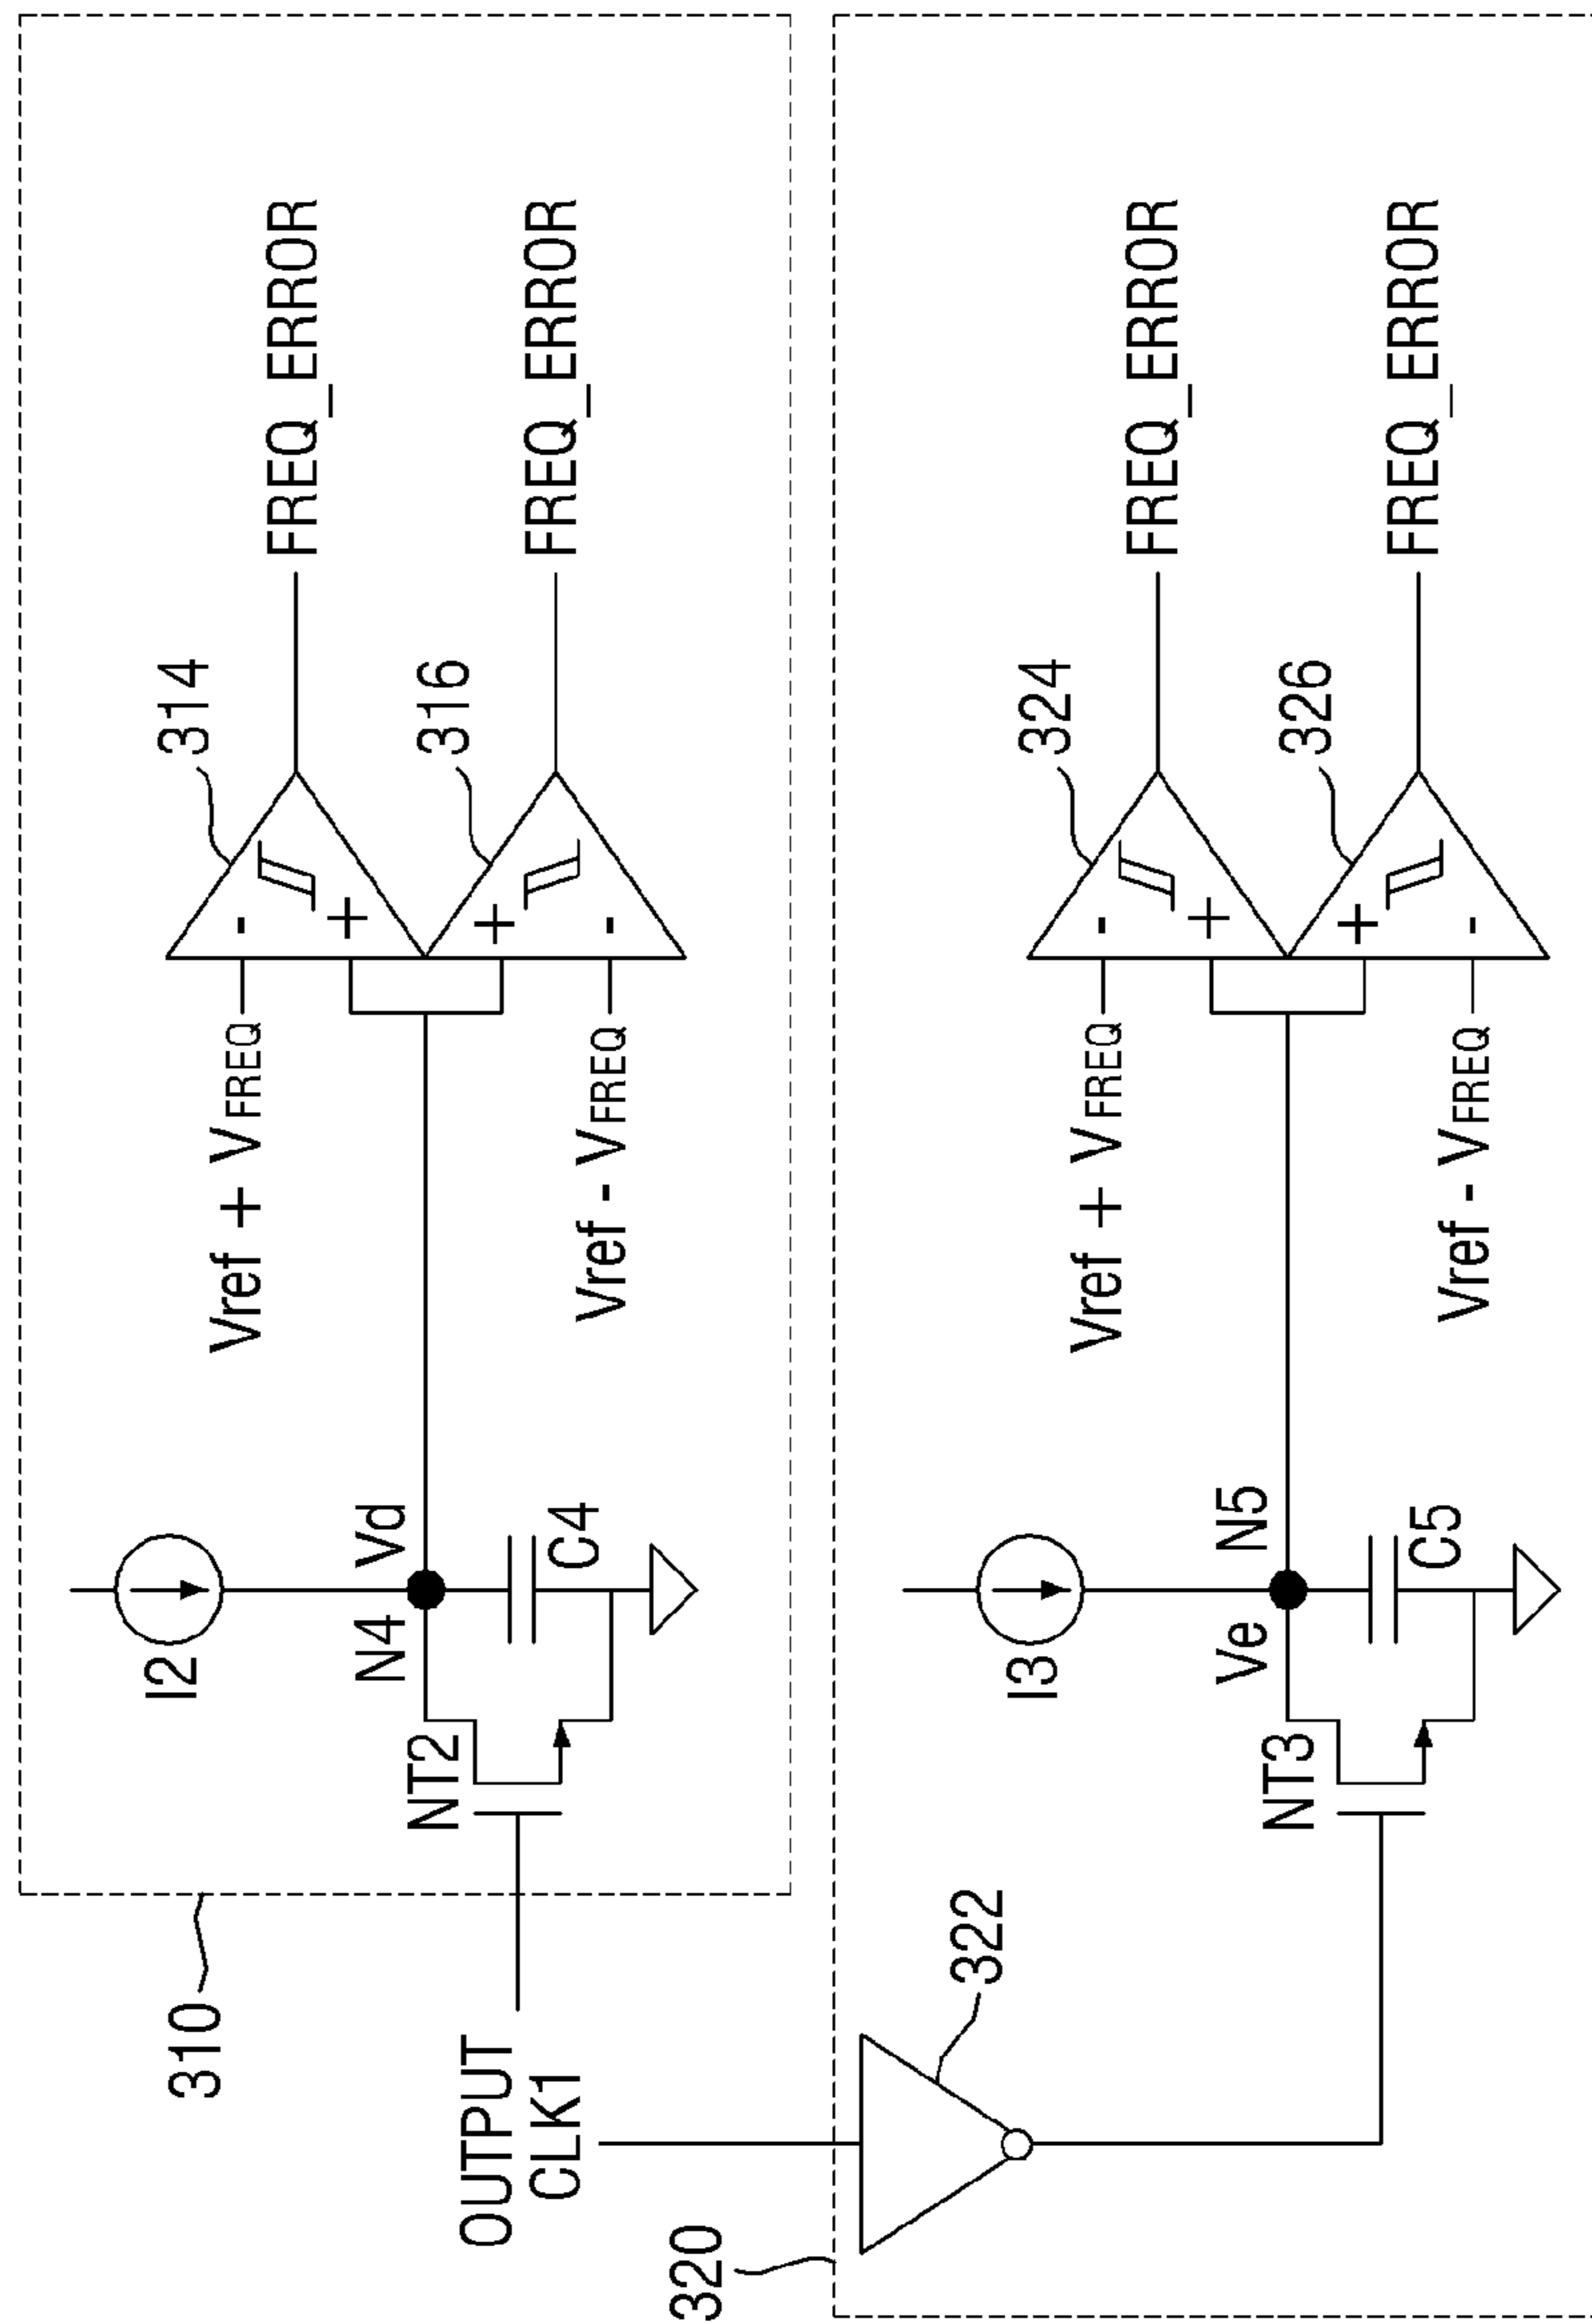 310
I2
N4
Vd
NT2
C4
OUTPUT
CLK1
Vref + VFREQ
Vref - VFREQ
-
+
+
-
314
316
FREQ_ERROR
FREQ_ERROR
320
322
I3
Ve
N5
NT3
C5
Vref + VFREQ
Vref - VFREQ
-
+
+
-
324
326
FREQ_ERROR
FREQ_ERROR